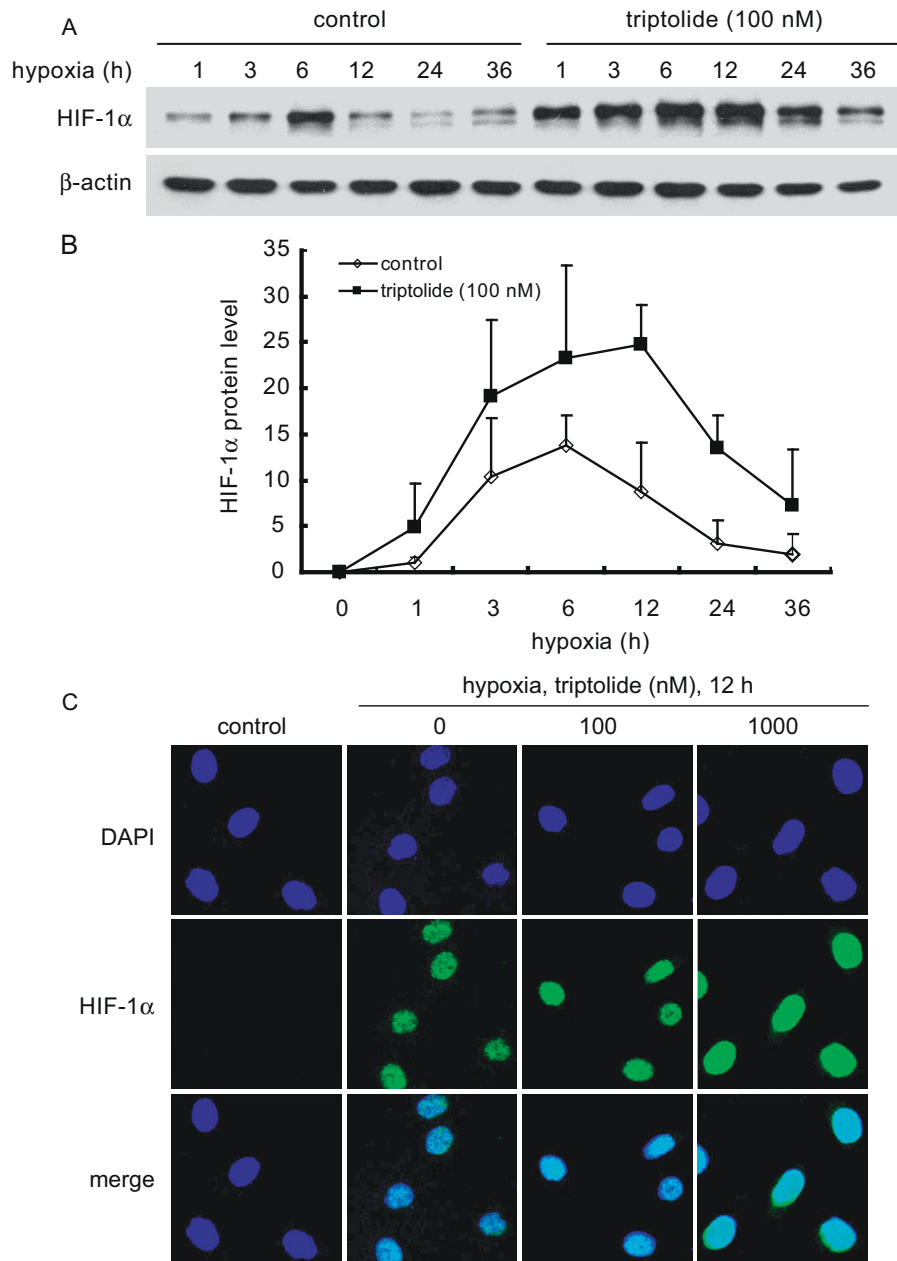 A
control triptolide (100 nM)
hypoxia (h) 1 3 6 12 24 36 1 3 6 12 24 36
HIF-1α
β-actin
B
35
30
25
20
15
10
5
0
HIF-1α protein level
control
triptolide (100 nM)
0 1 3 6 12 24 36
hypoxia (h)
C
hypoxia, triptolide (nM), 12 h
control 0 100 1000
DAPI
HIF-1α
merge